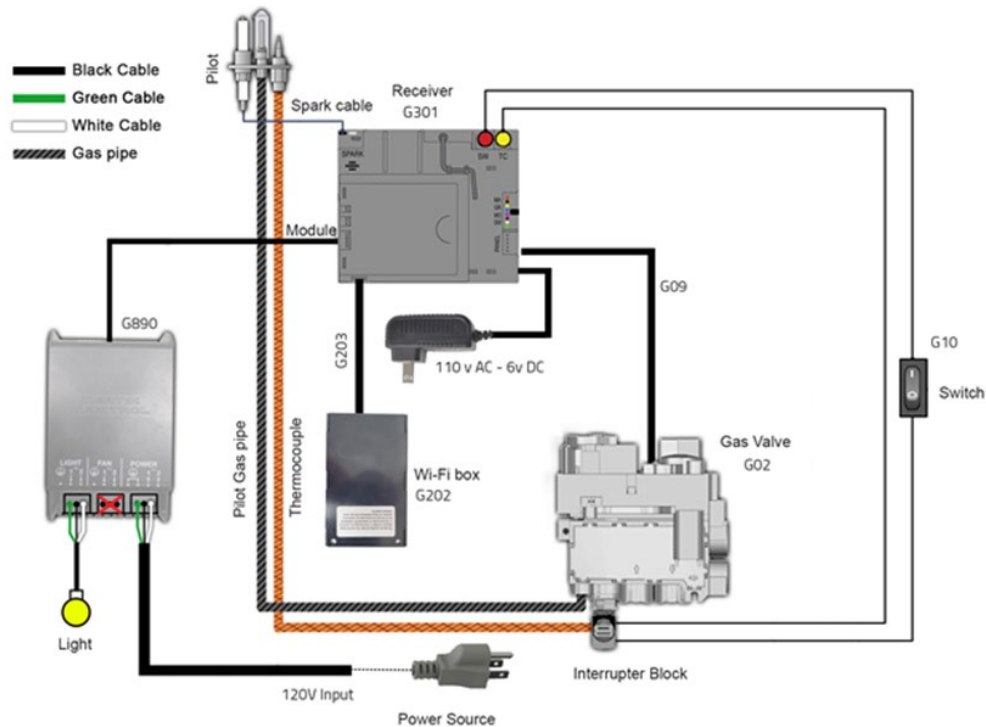 Black Cable
Green Cable
White Cable
Gas pipe
Pilot
Spark cable
Receiver
G301
SPARK
SW TC
PANEL
Module
G890
G203
110 v AC - 6v DC
G09
G10
Switch
Pilot Gas pipe
Thermocouple
Wi-Fi box
G202
Gas Valve
G02
LIGHT FAN POWER
Light
120V Input
Power Source
Interrupter Block